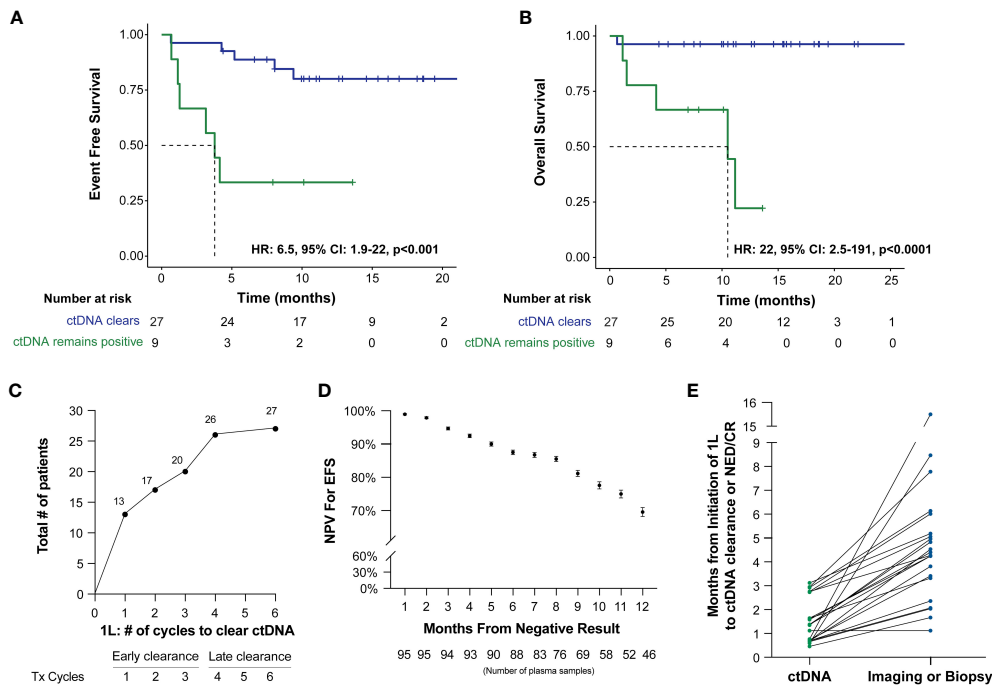 A
1.00
0.75
0.50
0.25
0.00
Event Free Survival
HR: 6.5, 95% CI: 1.9-22, p<0.001
0 5 10 15 20
Time (months)
Number at risk
ctDNA clears 27 24 17 9 2
ctDNA remains positive 9 3 2 0 0
B
1.00
0.75
0.50
0.25
0.00
Overall Survival
HR: 22, 95% CI: 2.5-191, p<0.0001
0 5 10 15 20 25
Time (months)
Number at risk
ctDNA clears 27 25 20 12 3 1
ctDNA remains positive 9 6 4 0 0 0
C
Total # of patients
30
25
20
15
10
5
0
13
17
20
26
27
0 1 2 3 4 5 6
1L: # of cycles to clear ctDNA
Early clearance Late clearance
Tx Cycles 1 2 3 4 5 6
D
NPV For EFS
100%
90%
80%
70%
60%
30%
0%
1 2 3 4 5 6 7 8 9 10 11 12
Months From Negative Result
95 95 94 93 90 88 83 76 69 58 52 46
(Number of plasma samples)
E
Months from Initiation of 1L
to ctDNA clearance or NED/CR
16
15
9
8
7
6
5
4
3
2
1
0
ctDNA Imaging or Biopsy